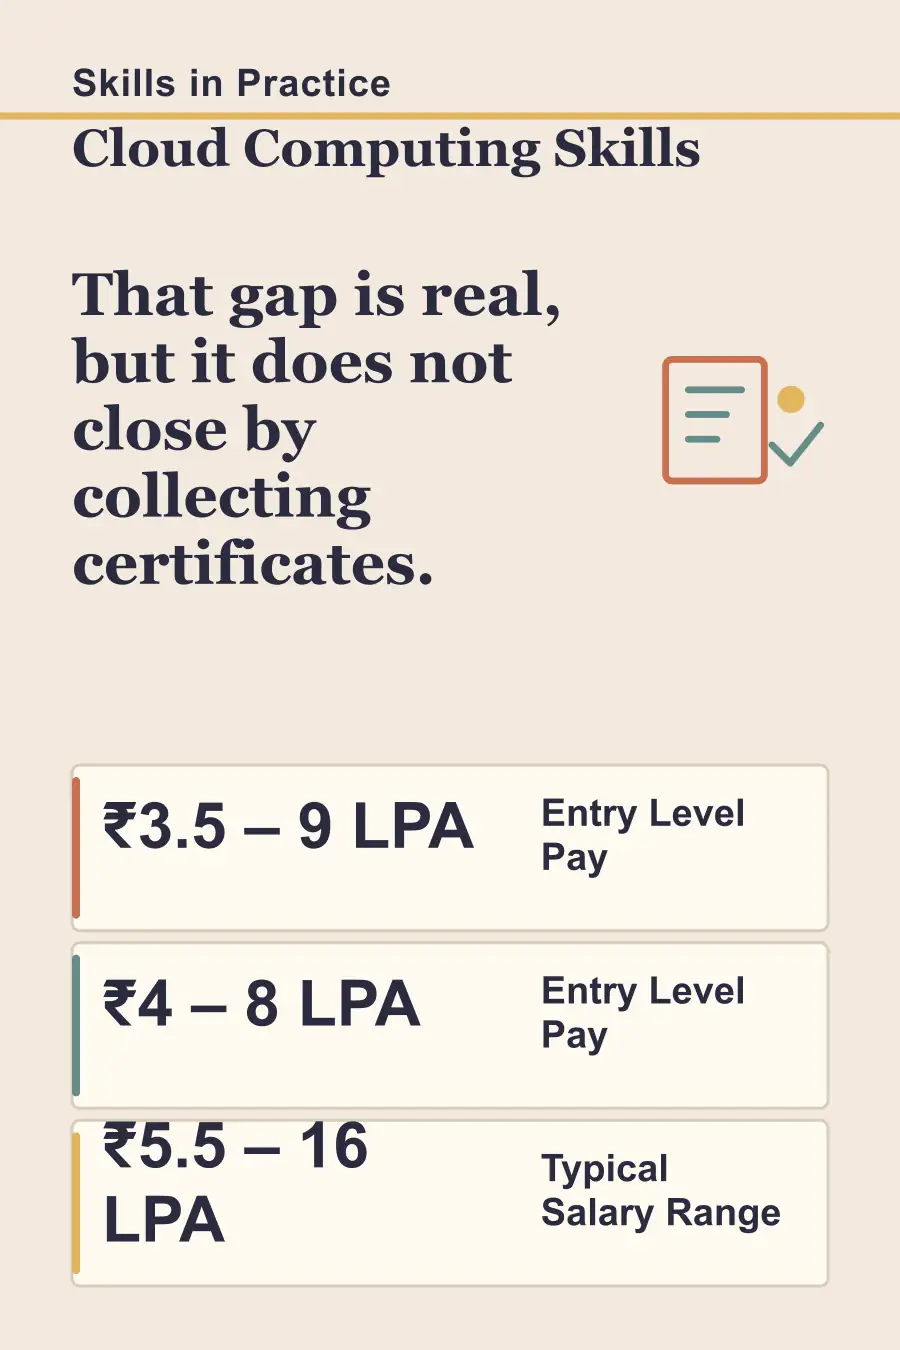 Skills in Practice
Cloud Computing Skills
That gap is real,
but it does not
close by
collecting
certificates.
₹3.5 – 9 LPA
Entry Level
Pay
₹4 – 8 LPA
Entry Level
Pay
₹5.5 – 16
LPA
Typical
Salary Range